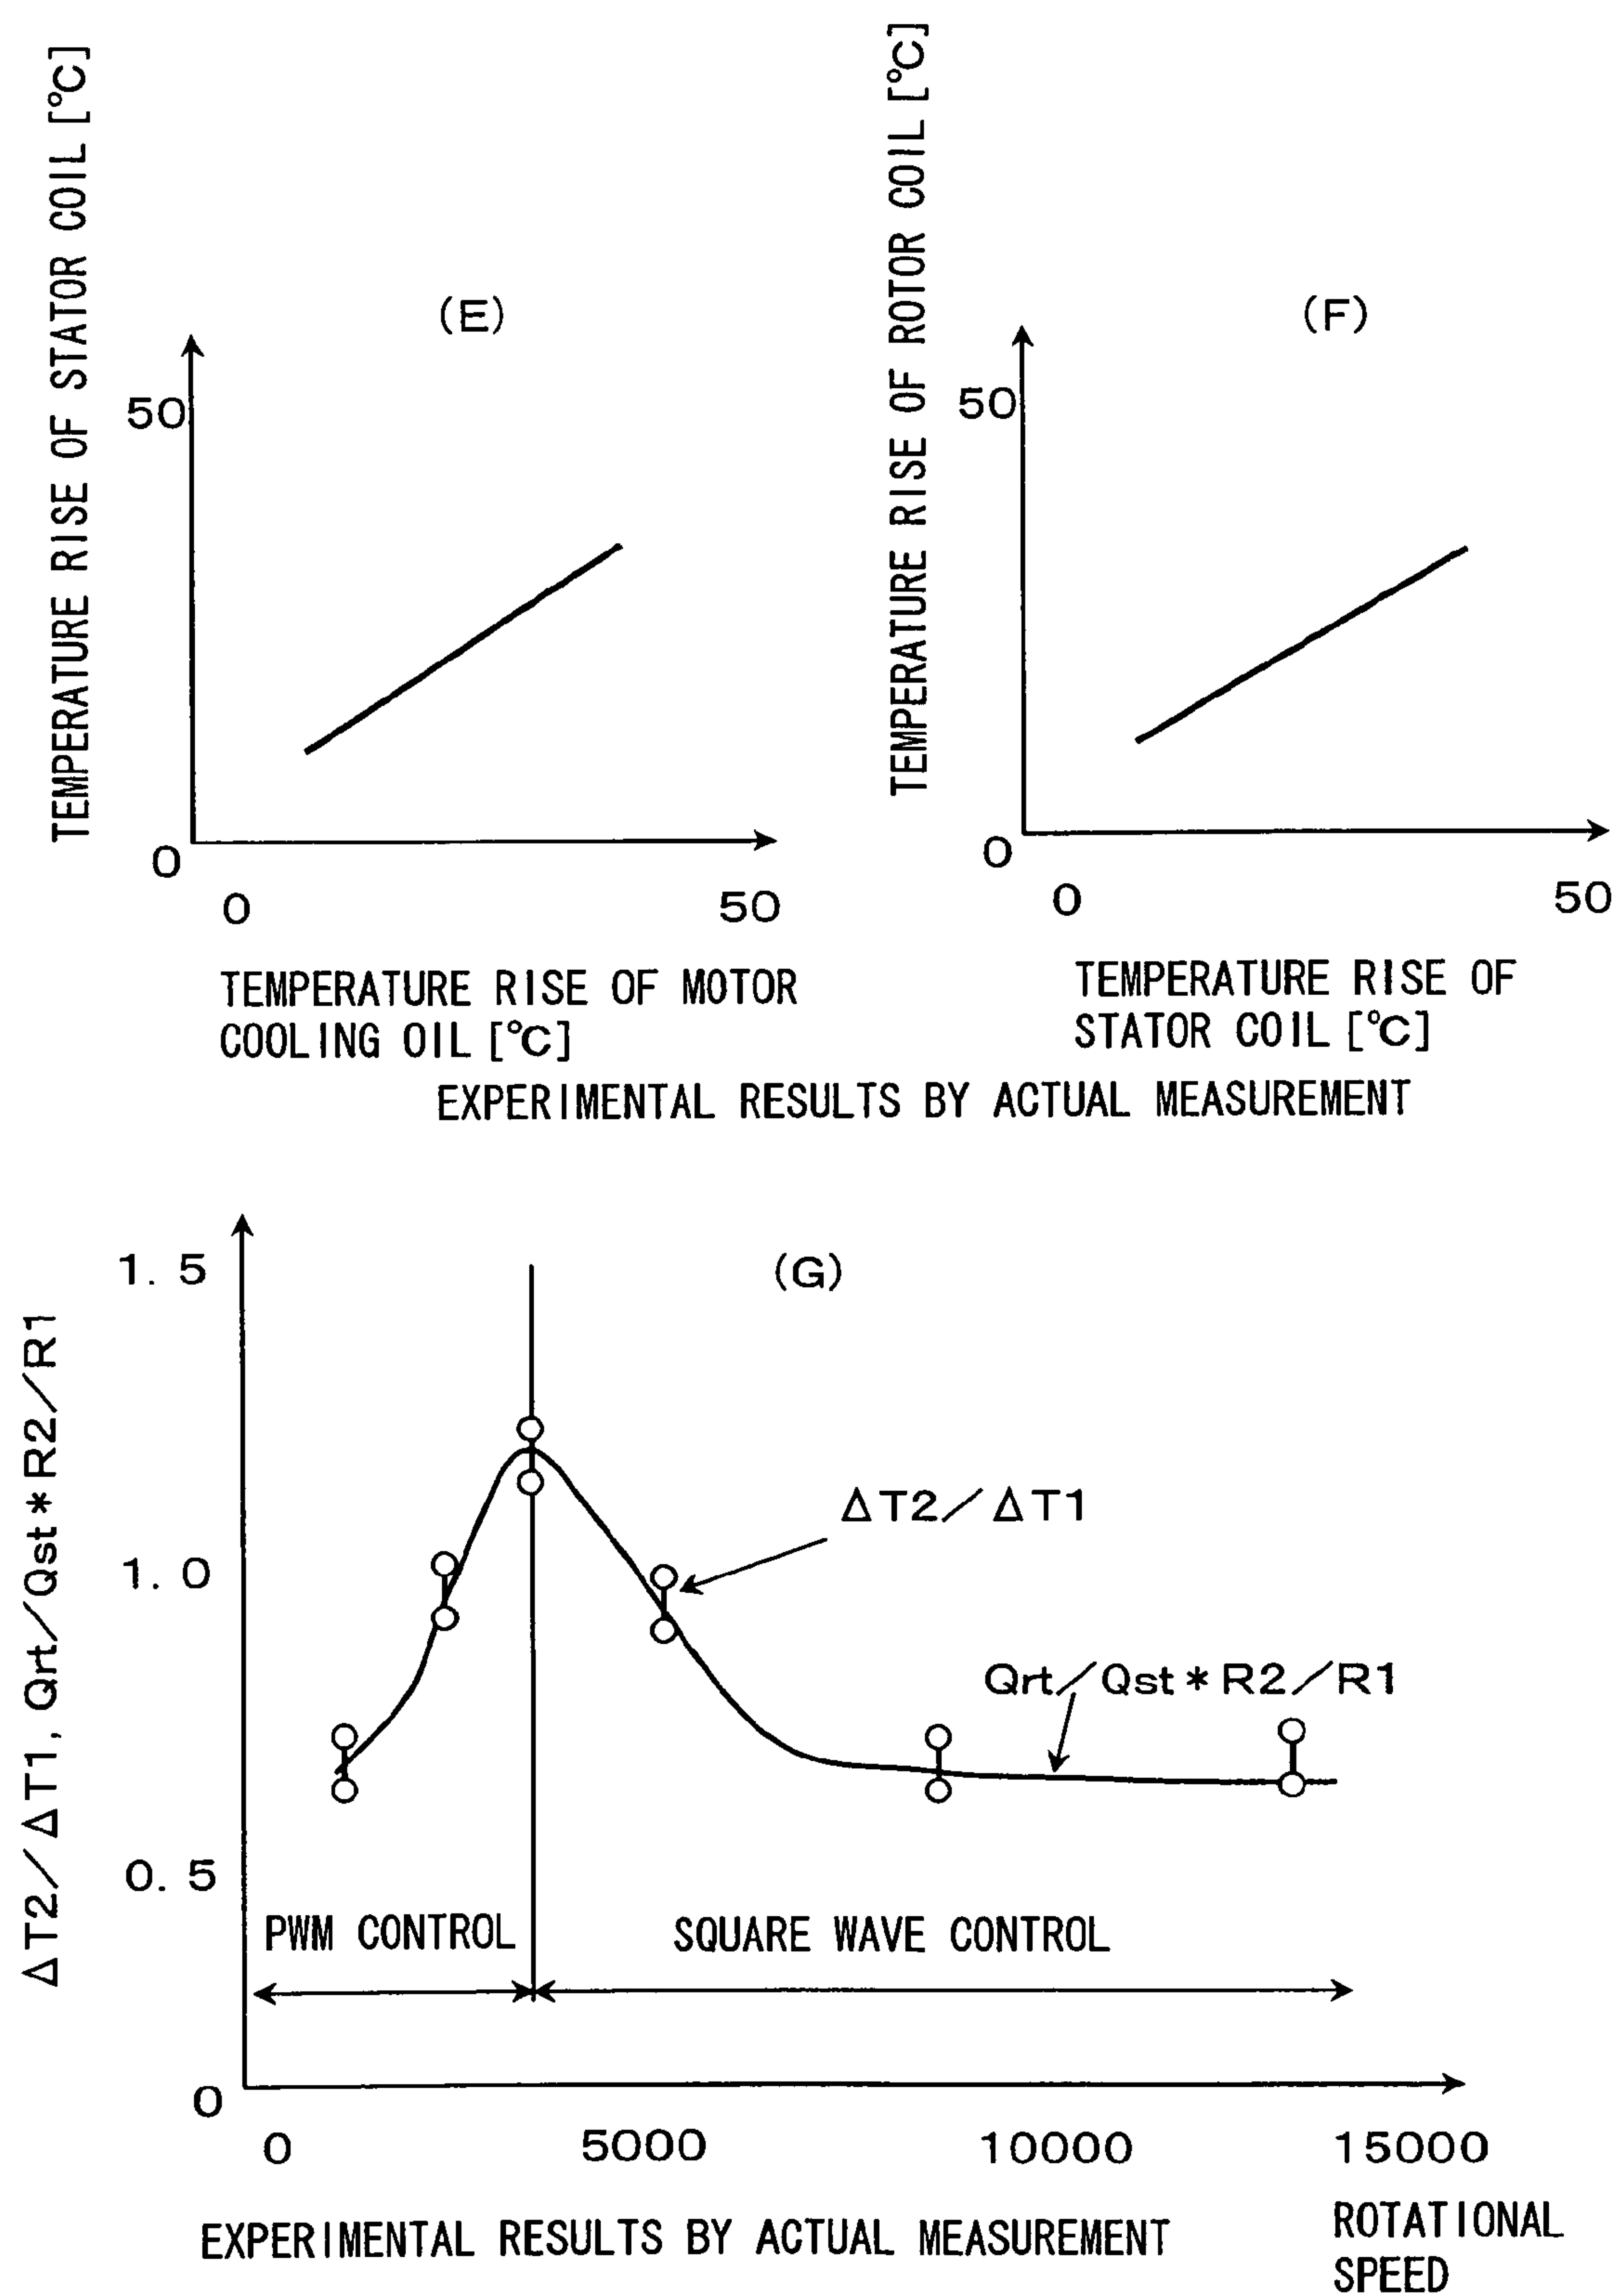 TEMPERATURE RISE OF STATOR COIL [℃]
(E)
50
0
0
50
TEMPERATURE RISE OF MOTOR
COOLING OIL [℃]
TEMPERATURE RISE OF ROTOR COIL [℃]
(F)
50
0
0
50
TEMPERATURE RISE OF
STATOR COIL [℃]
EXPERIMENTAL RESULTS BY ACTUAL MEASUREMENT
ΔT2/ΔT1, Qrt/Qst*R2/R1
(G)
1.5
1.0
0.5
0
ΔT2/ΔT1
Qrt/Qst*R2/R1
PWM CONTROL
SQUARE WAVE CONTROL
0
5000
10000
15000
EXPERIMENTAL RESULTS BY ACTUAL MEASUREMENT
ROTATIONAL
SPEED